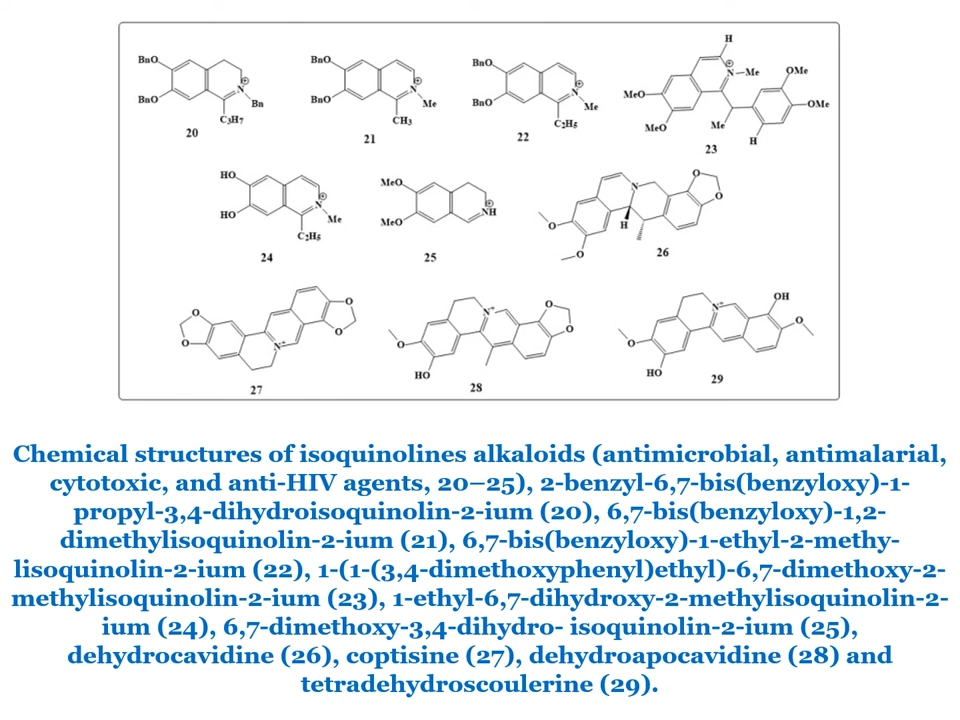 H
BnO
BnO
N⊕
Bn
C3H7
20
BnO
BnO
N⊕
Me
CH3
21
BnO
BnO
N⊕
Me
C2H5
22
MeO
MeO
N⊕
Me
OMe
OMe
Me
H
23
HO
HO
N⊕
Me
C2H5
24
MeO
MeO
⊕
NH
25
O
O
N
O
O
H
26
O
O
N+
O
O
27
O
HO
N+
O
O
28
O
HO
N+
OH
O
29
Chemical structures of isoquinolines alkaloids (antimicrobial, antimalarial,
cytotoxic, and anti-HIV agents, 20–25), 2-benzyl-6,7-bis(benzyloxy)-1-
propyl-3,4-dihydroisoquinolin-2-ium (20), 6,7-bis(benzyloxy)-1,2-
dimethylisoquinolin-2-ium (21), 6,7-bis(benzyloxy)-1-ethyl-2-methy-
lisoquinolin-2-ium (22), 1-(1-(3,4-dimethoxyphenyl)ethyl)-6,7-dimethoxy-2-
methylisoquinolin-2-ium (23), 1-ethyl-6,7-dihydroxy-2-methylisoquinolin-2-
ium (24), 6,7-dimethoxy-3,4-dihydro- isoquinolin-2-ium (25),
dehydrocavidine (26), coptisine (27), dehydroapocavidine (28) and
tetradehydroscoulerine (29).